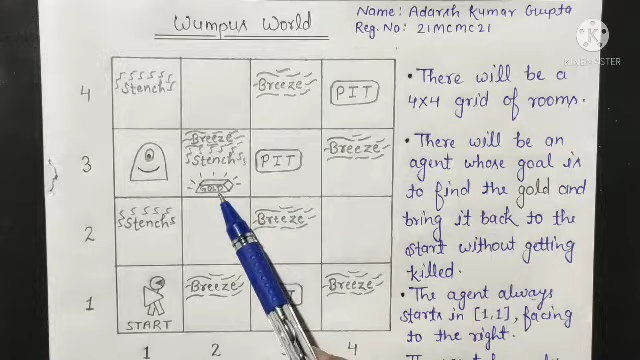 Wumpus World
Name: Adarsh Kumar Gupta
Reg. No: 21MCMC21
KINEMASTER
4
Stench
Breeze
PIT
3
Breeze
Stench
GOLD
PIT
Breeze
2
Stench
Breeze
1
START
Breeze
Breeze
1
2
4
• There will be a
4x4 grid of rooms.
• There will be an
agent whose goal is
to find the gold and
bring it back to the
start without getting
killed.
• The agent always
starts in [1,1], facing
to the right.